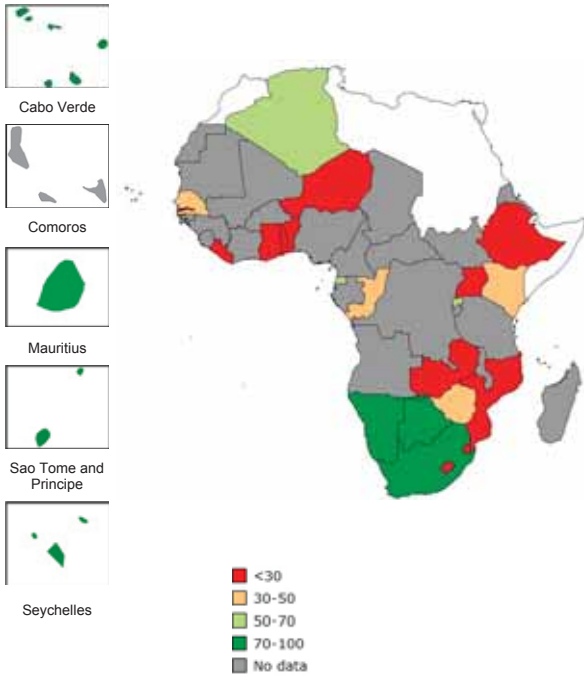 Cabo Verde
Comoros
Mauritius
Sao Tome and
Principe
Seychelles
<30
30-50
50-70
70-100
No data